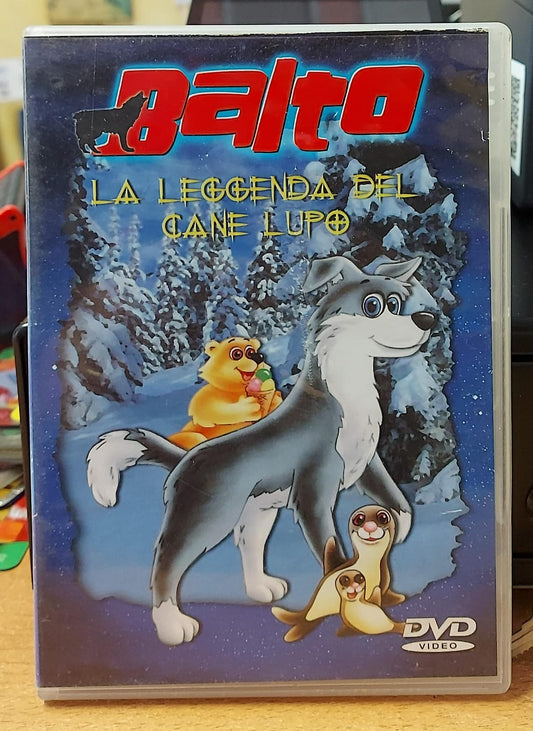 Balto
LA LEGGENDA DEL
CANE LUPO
DVD
VIDEO